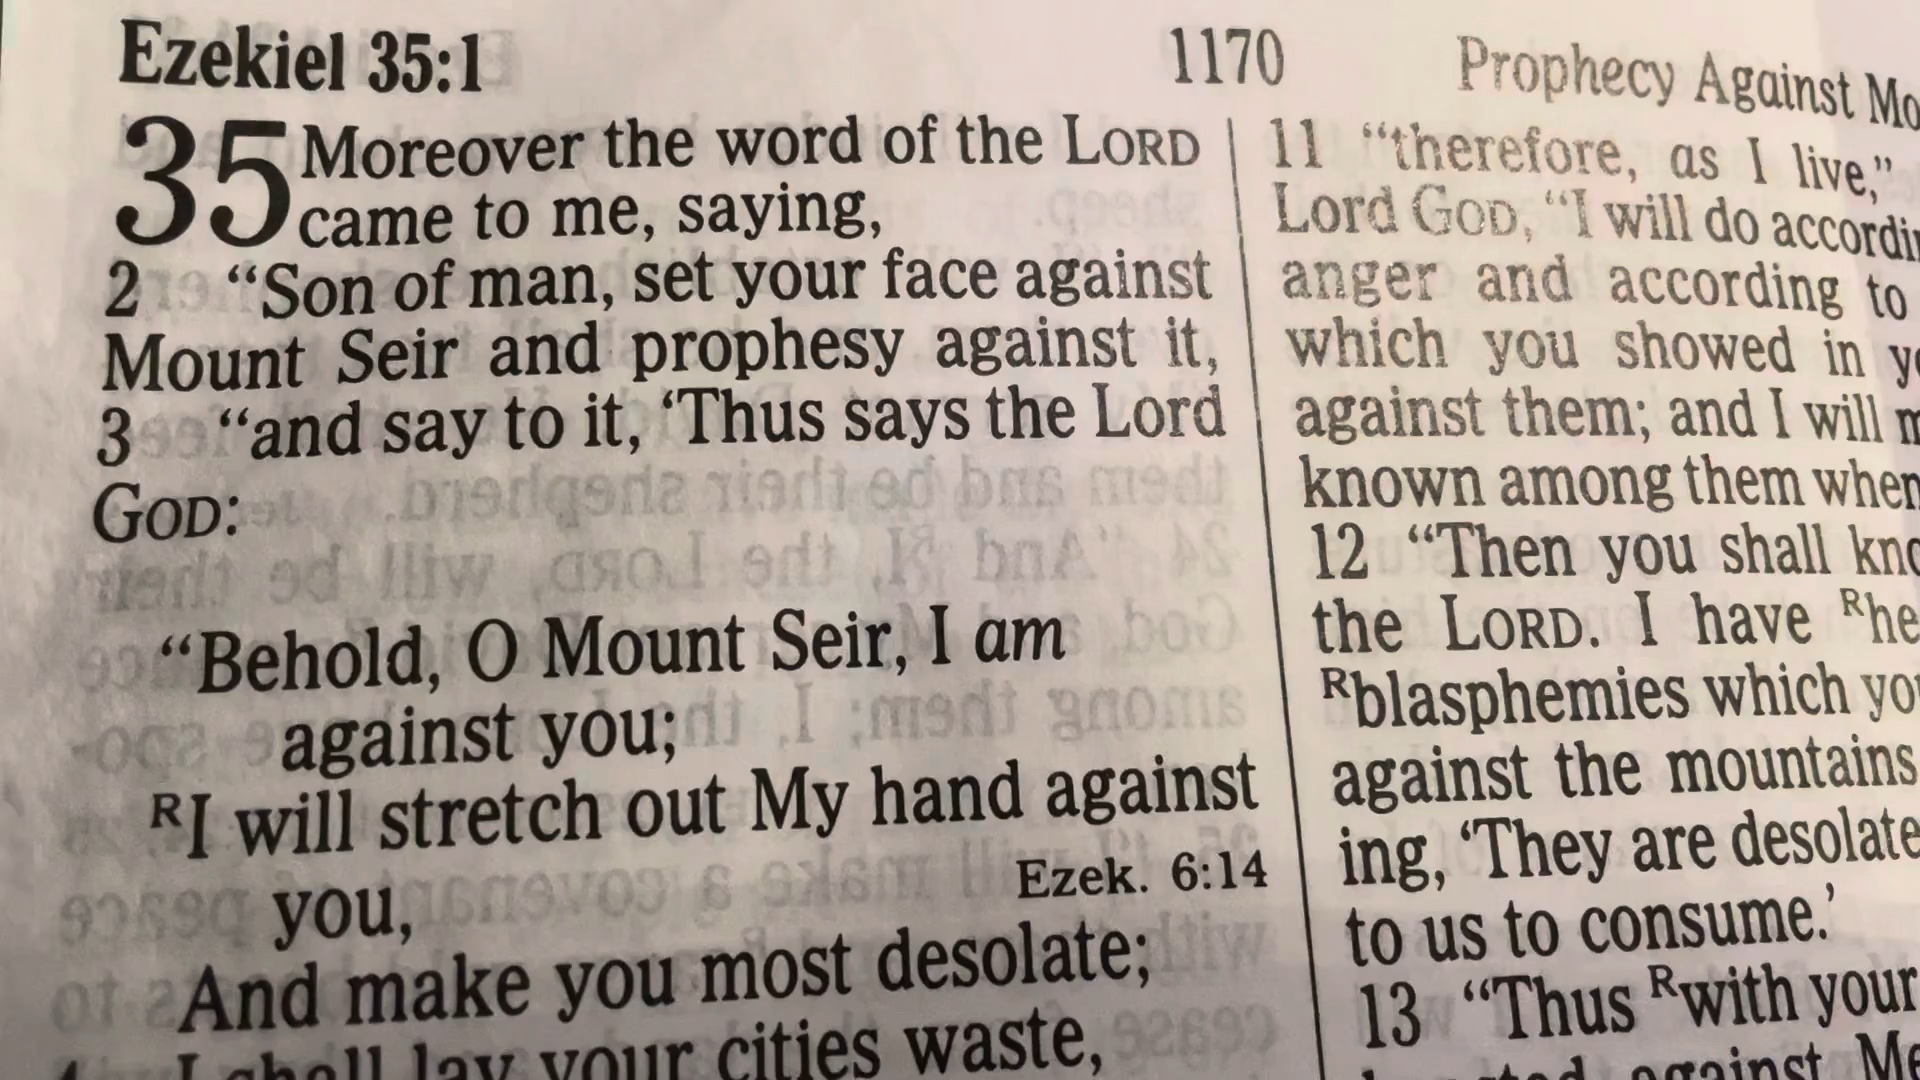 Ezekiel 35:1
1170
Prophecy Against
35 Moreover the word of the LORD
came to me, saying,
2 “Son of man, set your face against
Mount Seir and prophesy against it,
3 “and say to it, ‘Thus says the Lord
GOD:
“Behold, O Mount Seir, I am
against you;
ᴿI will stretch out My hand against
you,
Ezek. 6:14
And make you most desolate;
4 I shall lay your cities waste,
11 “therefore, as I live,”
Lord GOD, “I will do
anger and according to
which you showed in
against them; and I will
known among them when
12 “Then you shall
the LORD. I have
ᴿblasphemies which
against the mountains
ing, ‘They are desolate
to us to consume.’
13 “Thus ᴿwith your
against